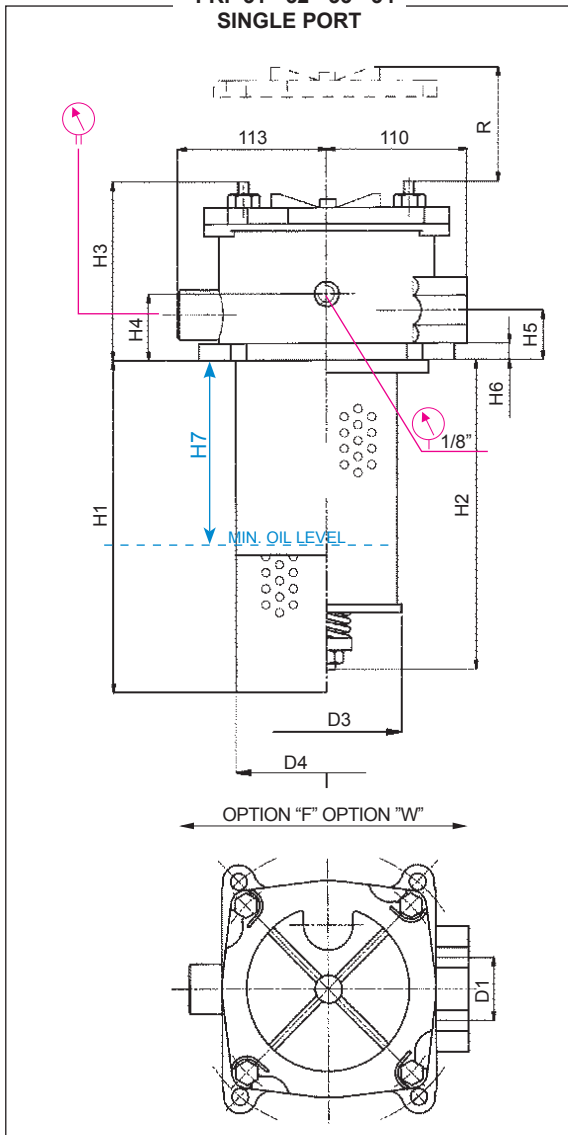 SINGLE PORT
R
113
110
H3
H4
H5
H6
1/8”
H7
H1
H2
MIN. OIL LEVEL
D3
D4
OPTION “F” OPTION ”W”
D1